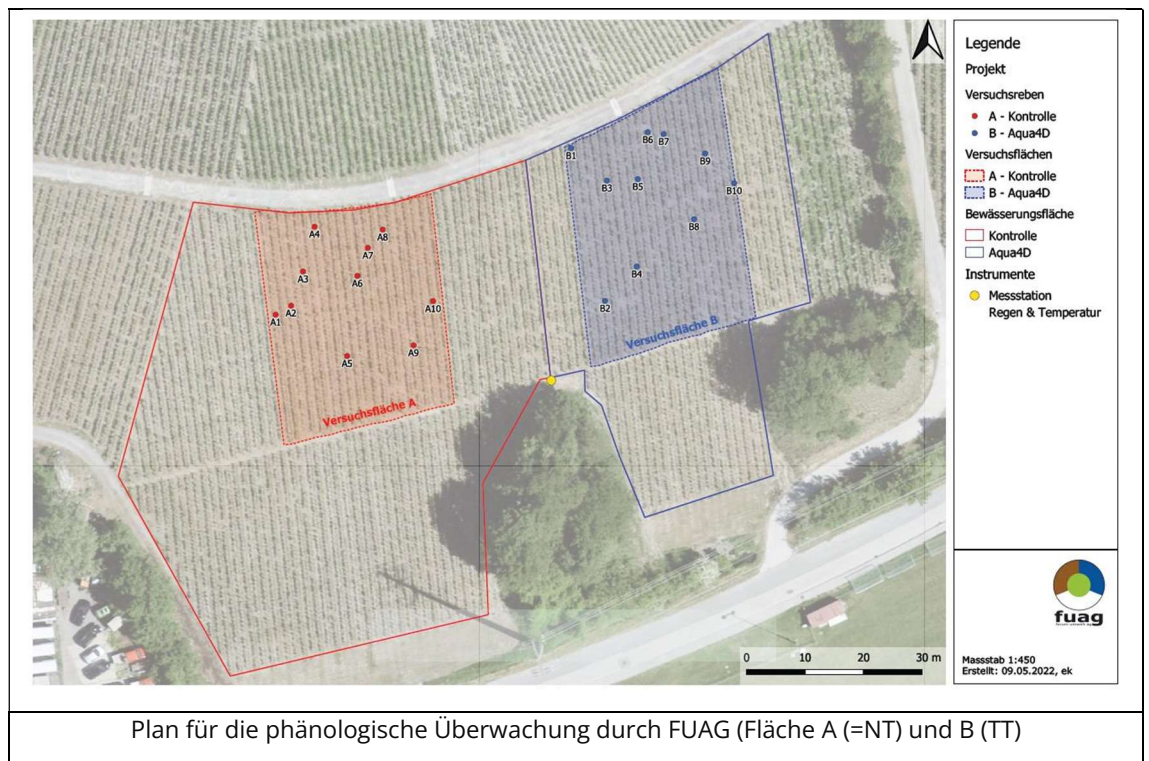 A4
A8
A7
A3
A6
A2
A1
A10
A5
A9
Versuchsfläche A
B1
B6
B7
B3
B5
B9
B10
B8
B4
B2
Versuchsfläche B
0 10 20 30 m
Legende
Projekt
Versuchsreben
A - Kontrolle
B - Aqua4D
Versuchsflächen
A - Kontrolle
B - Aqua4D
Bewässerungsfläche
Kontrolle
Aqua4D
Instrumente
Messstation
Regen & Temperatur
fuag
forum umwelt ag
Massstab 1:450
Erstellt: 09.05.2022, ek
Plan für die phänologische Überwachung durch FUAG (Fläche A (=NT) und B (TT)